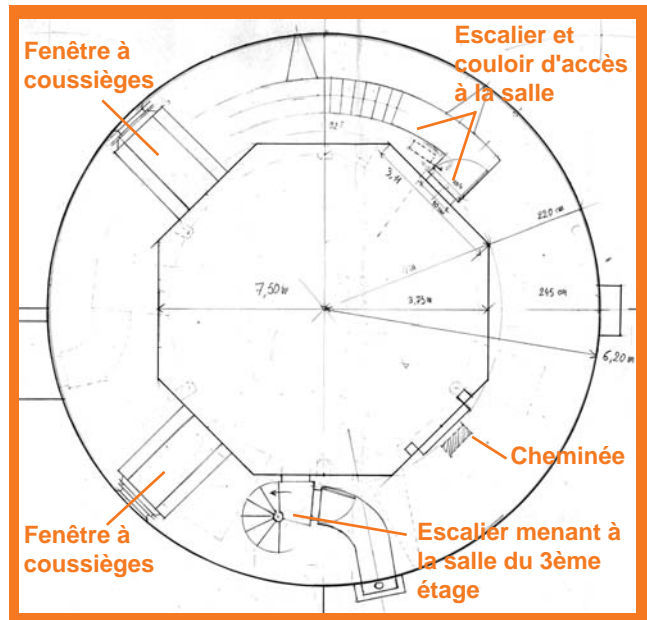 Fenêtre à
coussièges
Escalier et
couloir d'accès
à la salle
3,11
220 cm
7,50 m
3,75 m
245 cm
6,20 m
Cheminée
Fenêtre à
coussièges
Escalier menant à
la salle du 3ème
étage